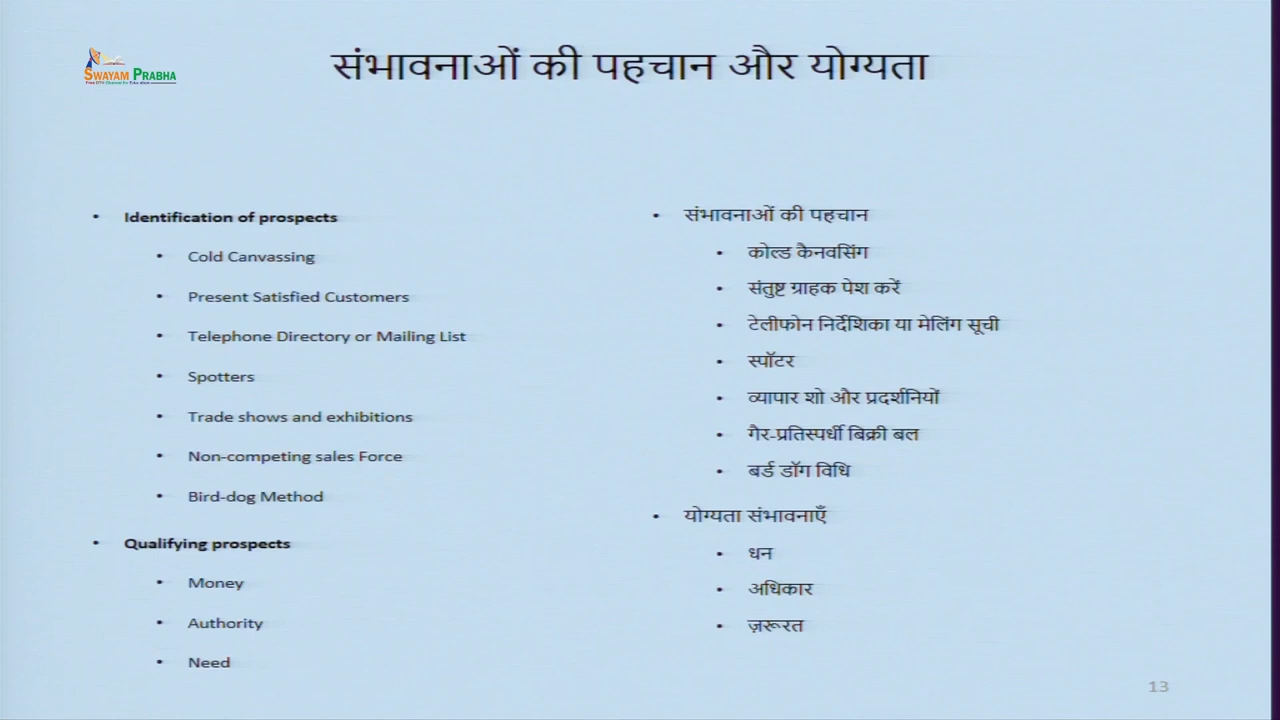 SWAYAM PRABHA
संभावनाओं की पहचान और योग्यता
• Identification of prospects
• Cold Canvassing
• Present Satisfied Customers
• Telephone Directory or Mailing List
• Spotters
• Trade shows and exhibitions
• Non-competing sales Force
• Bird-dog Method
• Qualifying prospects
• Money
• Authority
• Need
• संभावनाओं की पहचान
• कोल्ड कैनवसिंग
• संतुष्ट ग्राहक पेश करें
• टेलीफोन निर्देशिका या मेलिंग सूची
• स्पॉटर
• व्यापार शो और प्रदर्शनियों
• गैर-प्रतिस्पर्धी बिक्री बल
• बर्ड डॉग विधि
• योग्यता संभावनाएँ
• धन
• अधिकार
• ज़रूरत
13